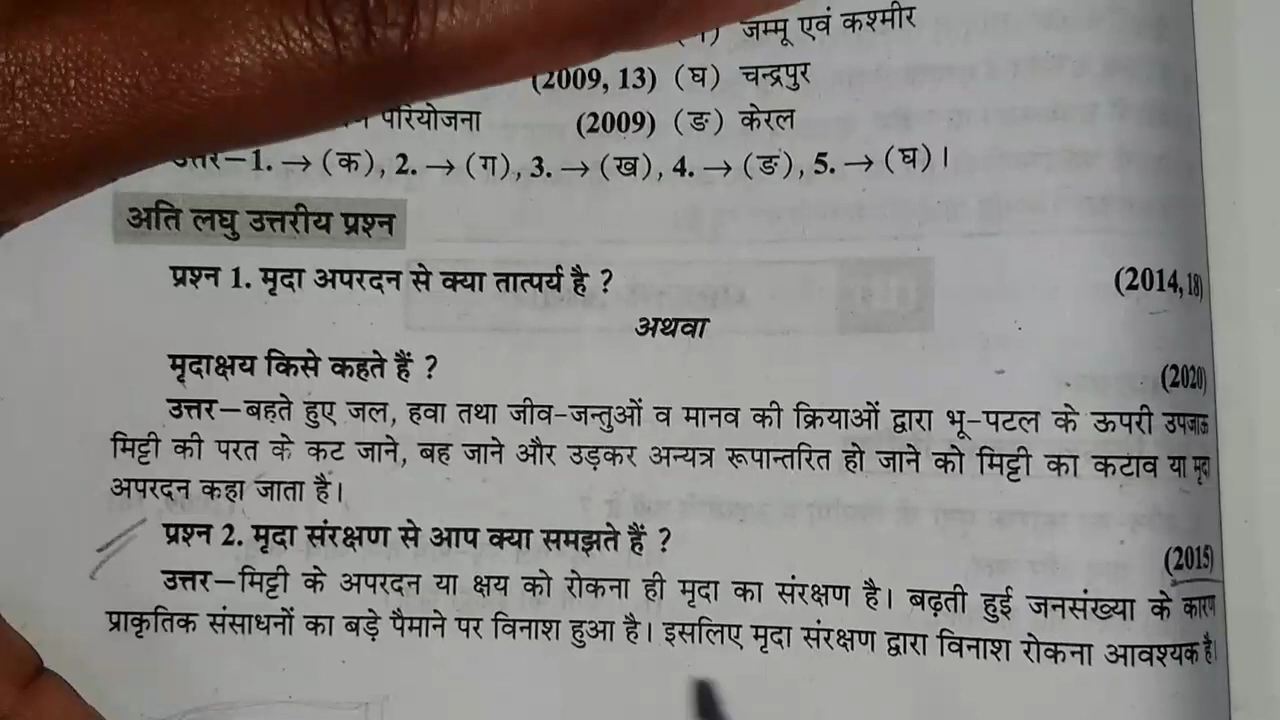 जम्मू एवं कश्मीर
(2009, 13) (घ) चन्द्रपुर
परियोजना (2009) (ङ) केरल
उत्तर–1. → (क), 2. → (ग), 3. → (ख), 4. → (ङ), 5. → (घ)।
अति लघु उत्तरीय प्रश्न
प्रश्न 1. मृदा अपरदन से क्या तात्पर्य है ? (2014, 18)
अथवा
मृदाक्षय किसे कहते हैं ? (2020)
उत्तर–बहते हुए जल, हवा तथा जीव-जन्तुओं व मानव की क्रियाओं द्वारा भू-पटल के ऊपरी उपजाऊ
मिट्टी की परत के कट जाने, बह जाने और उड़कर अन्यत्र रूपान्तरित हो जाने को मिट्टी का कटाव या मृदा
अपरदन कहा जाता है।
प्रश्न 2. मृदा संरक्षण से आप क्या समझते हैं ? (2015)
उत्तर–मिट्टी के अपरदन या क्षय को रोकना ही मृदा का संरक्षण है। बढ़ती हुई जनसंख्या के कारण
प्राकृतिक संसाधनों का बड़े पैमाने पर विनाश हुआ है। इसलिए मृदा संरक्षण द्वारा विनाश रोकना आवश्यक है।